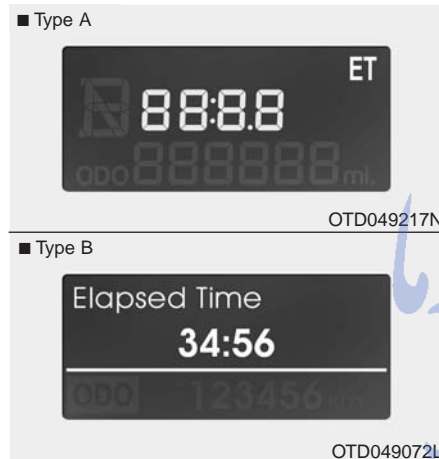 ■ Type A
ET
88:8.8
ODO 888888 mi.
OTD049217N
■ Type B
Elapsed Time
34:56
ODO 123456 km
OTD049072L